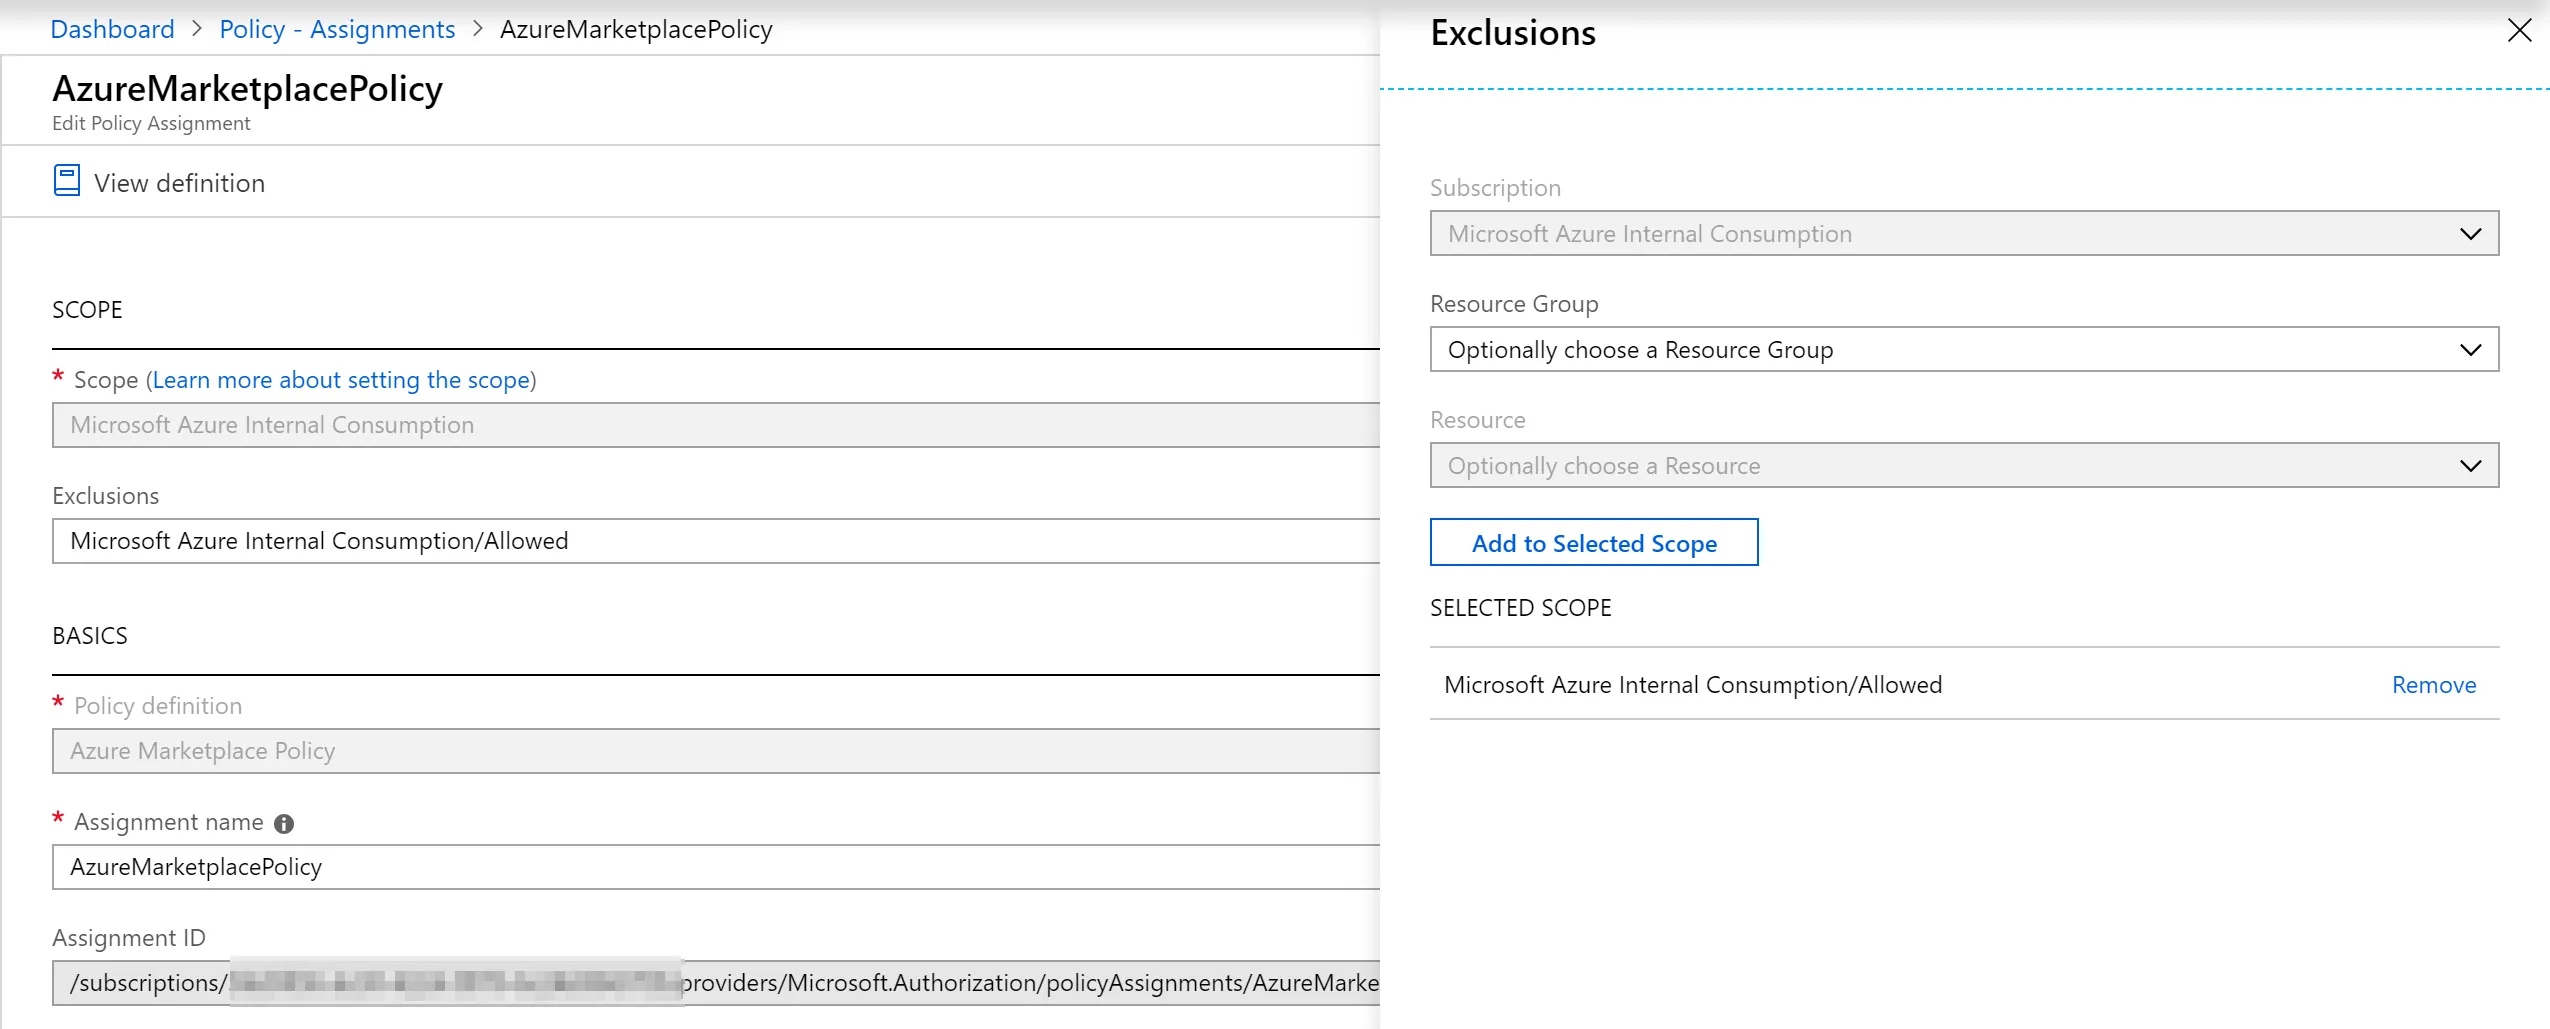 Dashboard > Policy - Assignments > AzureMarketplacePolicy
AzureMarketplacePolicy
Edit Policy Assignment
View definition
SCOPE
* Scope (Learn more about setting the scope)
Microsoft Azure Internal Consumption
Exclusions
Microsoft Azure Internal Consumption/Allowed
BASICS
* Policy definition
Azure Marketplace Policy
* Assignment name
AzureMarketplacePolicy
Assignment ID
/subscriptions/ providers/Microsoft.Authorization/policyAssignments/AzureMarke
Exclusions
Subscription
Microsoft Azure Internal Consumption
Resource Group
Optionally choose a Resource Group
Resource
Optionally choose a Resource
Add to Selected Scope
SELECTED SCOPE
Microsoft Azure Internal Consumption/Allowed Remove